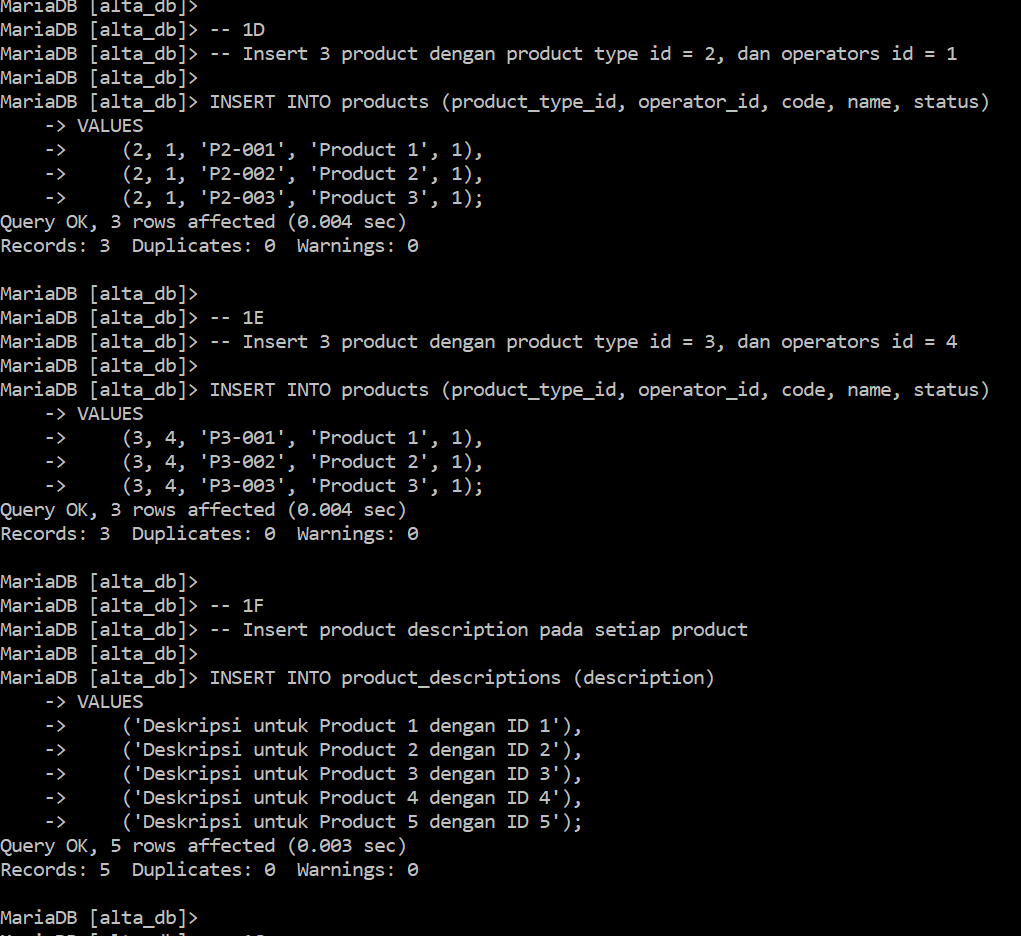 MariaDB [alta_db]>
MariaDB [alta_db]> -- 1D
MariaDB [alta_db]> -- Insert 3 product dengan product type id = 2, dan operators id = 1
MariaDB [alta_db]>
MariaDB [alta_db]> INSERT INTO products (product_type_id, operator_id, code, name, status)
    -> VALUES
    ->     (2, 1, 'P2-001', 'Product 1', 1),
    ->     (2, 1, 'P2-002', 'Product 2', 1),
    ->     (2, 1, 'P2-003', 'Product 3', 1);
Query OK, 3 rows affected (0.004 sec)
Records: 3  Duplicates: 0  Warnings: 0

MariaDB [alta_db]>
MariaDB [alta_db]> -- 1E
MariaDB [alta_db]> -- Insert 3 product dengan product type id = 3, dan operators id = 4
MariaDB [alta_db]>
MariaDB [alta_db]> INSERT INTO products (product_type_id, operator_id, code, name, status)
    -> VALUES
    ->     (3, 4, 'P3-001', 'Product 1', 1),
    ->     (3, 4, 'P3-002', 'Product 2', 1),
    ->     (3, 4, 'P3-003', 'Product 3', 1);
Query OK, 3 rows affected (0.004 sec)
Records: 3  Duplicates: 0  Warnings: 0

MariaDB [alta_db]>
MariaDB [alta_db]> -- 1F
MariaDB [alta_db]> -- Insert product description pada setiap product
MariaDB [alta_db]>
MariaDB [alta_db]> INSERT INTO product_descriptions (description)
    -> VALUES
    ->     ('Deskripsi untuk Product 1 dengan ID 1'),
    ->     ('Deskripsi untuk Product 2 dengan ID 2'),
    ->     ('Deskripsi untuk Product 3 dengan ID 3'),
    ->     ('Deskripsi untuk Product 4 dengan ID 4'),
    ->     ('Deskripsi untuk Product 5 dengan ID 5');
Query OK, 5 rows affected (0.003 sec)
Records: 5  Duplicates: 0  Warnings: 0

MariaDB [alta_db]>